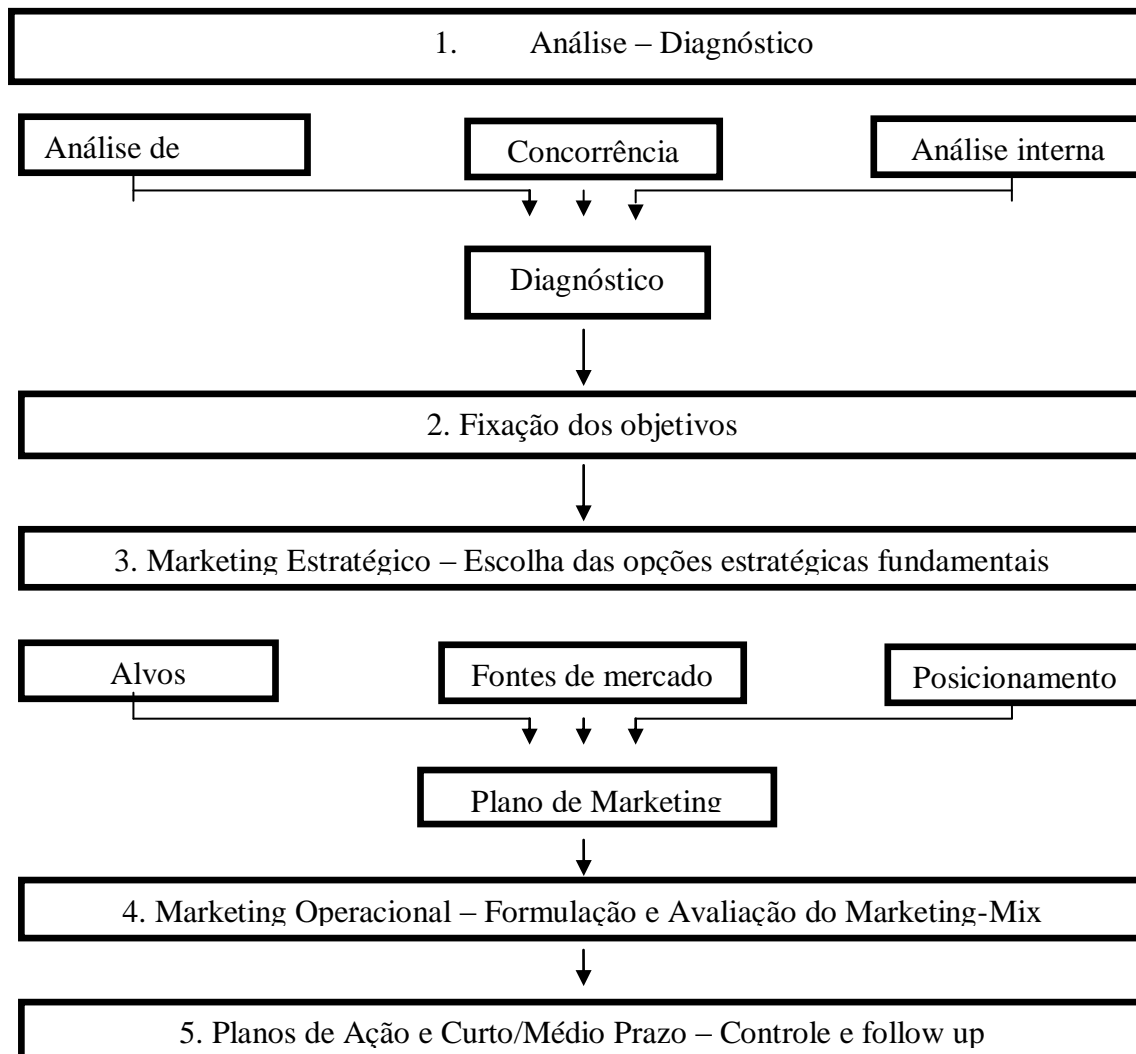 1. Análise – Diagnóstico
Análise de
Concorrência
Análise interna
Diagnóstico
2. Fixação dos objetivos
3. Marketing Estratégico – Escolha das opções estratégicas fundamentais
Alvos
Fontes de mercado
Posicionamento
Plano de Marketing
4. Marketing Operacional – Formulação e Avaliação do Marketing-Mix
5. Planos de Ação e Curto/Médio Prazo – Controle e follow up